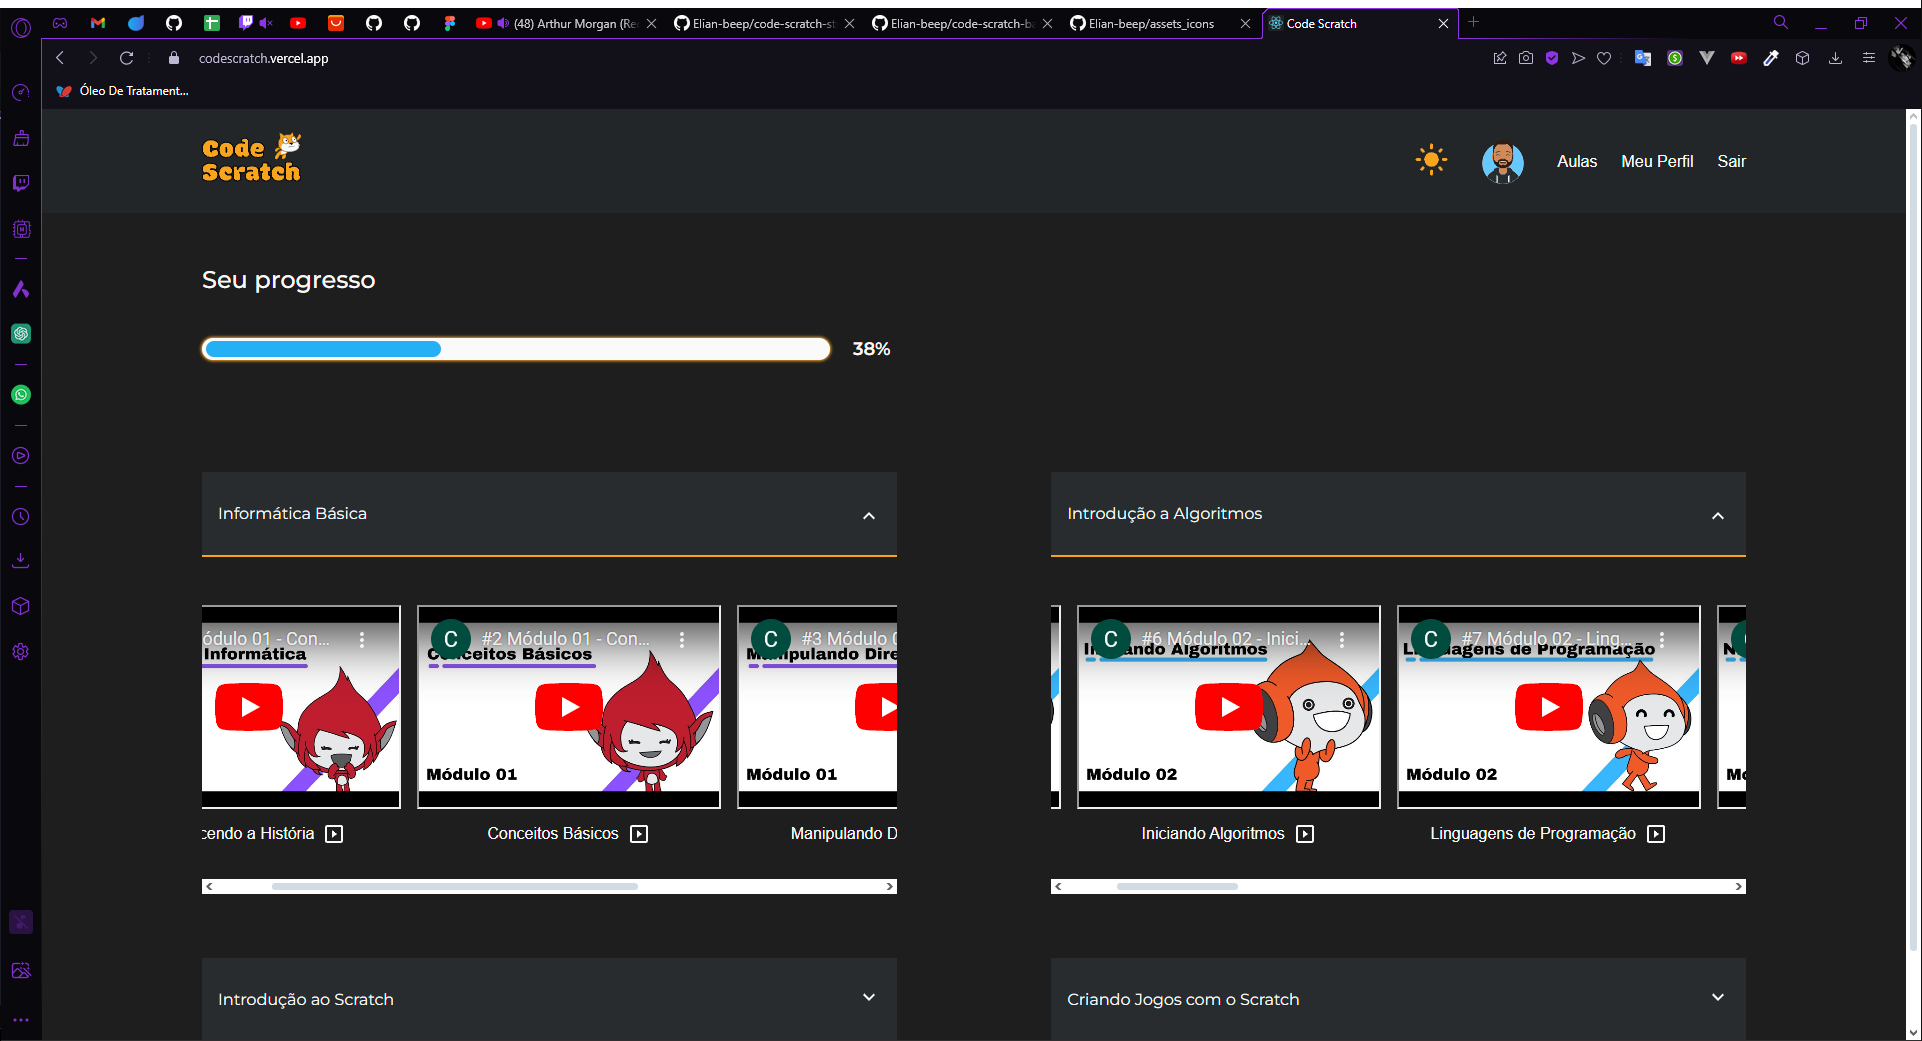 (48) Arthur Morgan (Re
Elian-beep/code-scratch-st
Elian-beep/code-scratch-ba
Elian-beep/assets_icons
Code Scratch
codescratch.vercel.app
Óleo De Tratament...
Code
Scratch
Aulas
Meu Perfil
Sair
Seu progresso
38%
Informática Básica
Introdução a Algoritmos
ódulo 01 - Con...
Informática
C
#2 Módulo 01 - Con...
Conceitos Básicos
Módulo 01
C
#3 Módulo 0
Manipulando Dire
Módulo 01
C
#6 Módulo 02 - Inici...
Iniciando Algoritmos
Módulo 02
C
#7 Módulo 02 - Ling...
Linguagens de Programação
Módulo 02
cendo a História
Conceitos Básicos
Manipulando D
Iniciando Algoritmos
Linguagens de Programação
Introdução ao Scratch
Criando Jogos com o Scratch